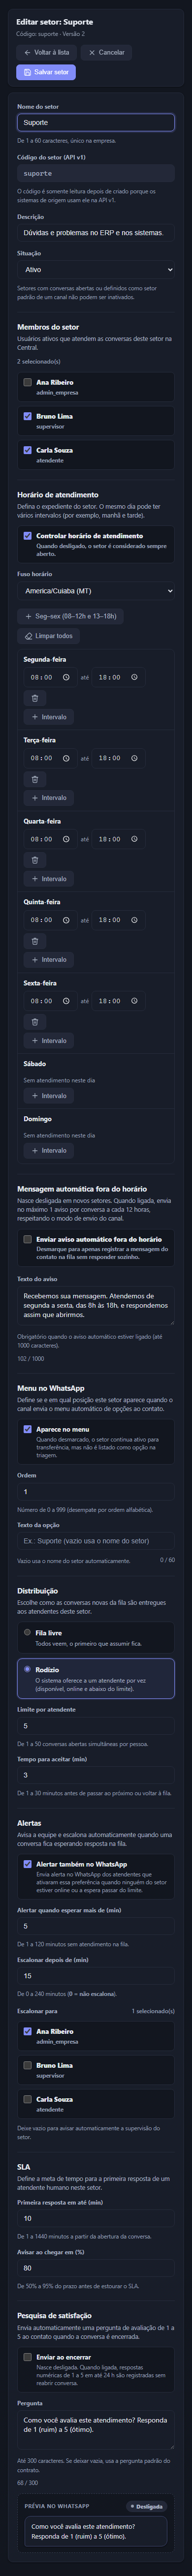 Editar setor: Suporte
Código: suporte · Versão 2
Voltar à lista
Cancelar
Salvar setor
Nome do setor
Suporte
De 1 a 60 caracteres, único na empresa.
Código do setor (API v1)
suporte
O código é somente leitura depois de criado porque os
sistemas de origem usam ele na API v1.
Descrição
Dúvidas e problemas no ERP e nos sistemas.
Situação
Ativo
Setores com conversas abertas ou definidos como setor
padrão de um canal não podem ser inativados.
Membros do setor
Usuários ativos que atendem as conversas deste setor na
Central.
2 selecionado(s)
Ana Ribeiro
admin_empresa
Bruno Lima
supervisor
Carla Souza
atendente
Horário de atendimento
Defina o expediente do setor. O mesmo dia pode ter
vários intervalos (por exemplo, manhã e tarde).
Controlar horário de atendimento
Quando desligado, o setor é considerado sempre
aberto.
Fuso horário
America/Cuiaba (MT)
Seg–sex (08–12h e 13–18h)
Limpar todos
Segunda-feira
08:00 até 18:00
Intervalo
Terça-feira
08:00 até 18:00
Intervalo
Quarta-feira
08:00 até 18:00
Intervalo
Quinta-feira
08:00 até 18:00
Intervalo
Sexta-feira
08:00 até 18:00
Intervalo
Sábado
Sem atendimento neste dia
Intervalo
Domingo
Sem atendimento neste dia
Intervalo
Mensagem automática fora do horário
Nasce desligada em novos setores. Quando ligada, envia
no máximo 1 aviso por conversa a cada 12 horas,
respeitando o modo de envio do canal.
Enviar aviso automático fora do horário
Desmarque para apenas registrar a mensagem do
contato na fila sem responder sozinho.
Texto do aviso
Recebemos sua mensagem. Atendemos de
segunda a sexta, das 8h às 18h, e respondemos
assim que abrirmos.
Obrigatório quando o aviso automático estiver ligado (até
1000 caracteres).
102 / 1000
Menu no WhatsApp
Define se e em qual posição este setor aparece quando o
canal envia o menu automático de opções ao contato.
Aparece no menu
Quando desmarcado, o setor continua ativo para
transferência, mas não é listado como opção na
triagem.
Ordem
1
Número de 0 a 999 (desempate por ordem alfabética).
Texto da opção
Ex.: Suporte (vazio usa o nome do setor)
Vazio usa o nome do setor automaticamente.
0 / 60
Distribuição
Escolhe como as conversas novas da fila são entregues
aos atendentes deste setor.
Fila livre
Todos veem, o primeiro que assumir fica.
Rodízio
O sistema oferece a um atendente por vez
(disponível, online e abaixo do limite).
Limite por atendente
5
De 1 a 50 conversas abertas simultâneas por pessoa.
Tempo para aceitar (min)
3
De 1 a 30 minutos antes de passar ao próximo ou voltar à fila.
Alertas
Avisa a equipe e escalona automaticamente quando uma
conversa fica esperando resposta na fila.
Alertar também no WhatsApp
Envia alerta no WhatsApp dos atendentes que
ativaram essa preferência quando ninguém do setor
estiver online ou a espera passar do limite.
Alertar quando esperar mais de (min)
5
De 1 a 120 minutos sem atendimento na fila.
Escalonar depois de (min)
15
De 0 a 240 minutos (0 = não escalona).
Escalonar para
1 selecionado(s)
Ana Ribeiro
admin_empresa
Bruno Lima
supervisor
Carla Souza
atendente
Deixe vazio para avisar automaticamente a supervisão do
setor.
SLA
Define a meta de tempo para a primeira resposta de um
atendente humano neste setor.
Primeira resposta em até (min)
10
De 1 a 1440 minutos a partir da abertura da conversa.
Avisar ao chegar em (%)
80
De 50% a 95% do prazo antes de estourar o SLA.
Pesquisa de satisfação
Envia automaticamente uma pergunta de avaliação de 1 a
5 ao contato quando a conversa é encerrada.
Enviar ao encerrar
Nasce desligada. Quando ligada, respostas
numéricas de 1 a 5 em até 24 h são registradas sem
reabrir conversa.
Pergunta
Como você avalia este atendimento? Responda
de 1 (ruim) a 5 (ótimo).
Até 300 caracteres. Se deixar vazia, usa a pergunta padrão do
contrato.
68 / 300
PRÉVIA NO WHATSAPP
Desligada
Como você avalia este atendimento?
Responda de 1 (ruim) a 5 (ótimo).